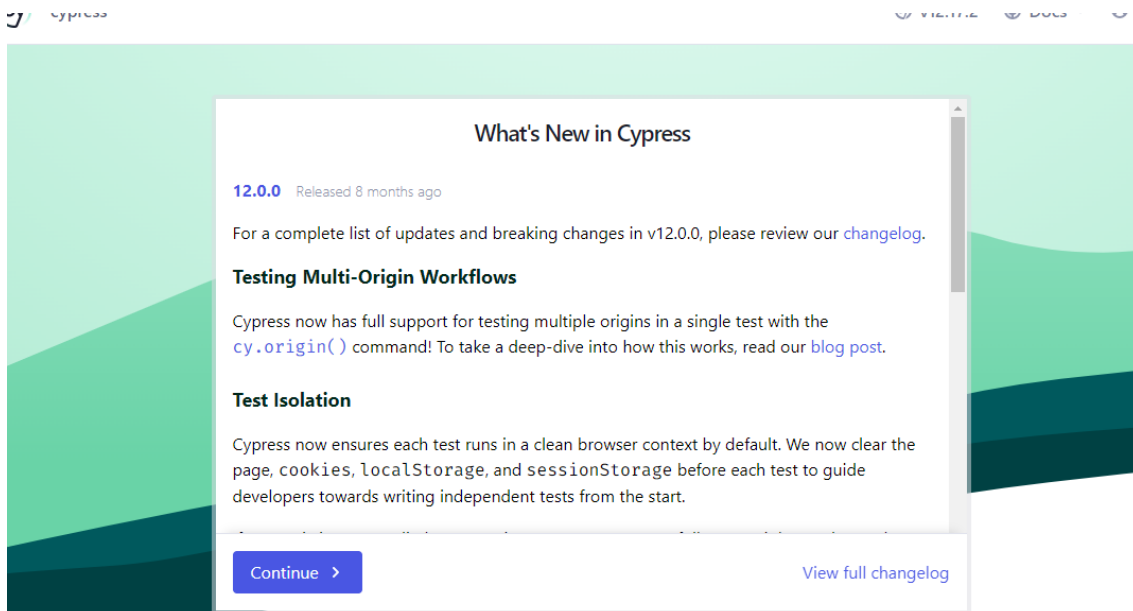 cypress v12.17.2 Docs
What's New in Cypress
12.0.0 Released 8 months ago
For a complete list of updates and breaking changes in v12.0.0, please review our changelog.
Testing Multi-Origin Workflows
Cypress now has full support for testing multiple origins in a single test with the
cy.origin() command! To take a deep-dive into how this works, read our blog post.
Test Isolation
Cypress now ensures each test runs in a clean browser context by default. We now clear the
page, cookies, localStorage, and sessionStorage before each test to guide
developers towards writing independent tests from the start.
Continue
View full changelog